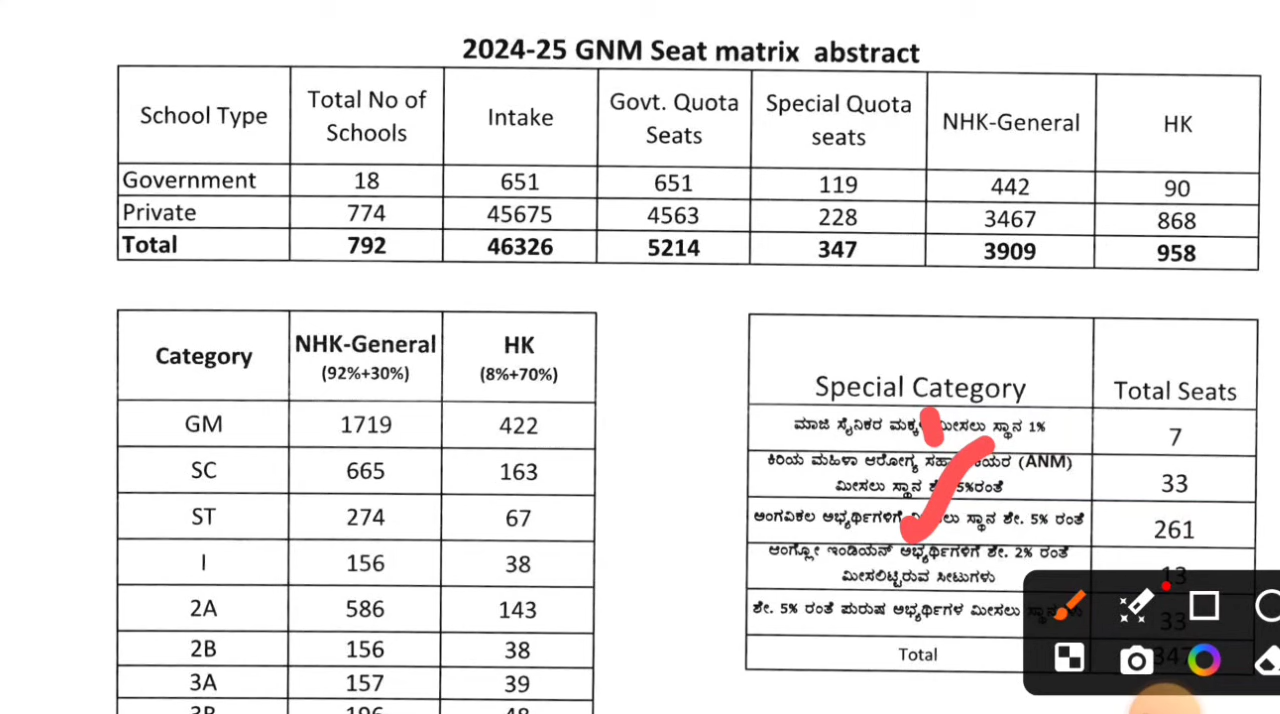 2024-25 GNM Seat matrix abstract
School Type | Total No of Schools | Intake | Govt. Quota Seats | Special Quota seats | NHK-General | HK
Government | 18 | 651 | 651 | 119 | 442 | 90
Private | 774 | 45675 | 4563 | 228 | 3467 | 868
Total | 792 | 46326 | 5214 | 347 | 3909 | 958
Category | NHK-General (92%+30%) | HK (8%+70%)
GM | 1719 | 422
SC | 665 | 163
ST | 274 | 67
I | 156 | 38
2A | 586 | 143
2B | 156 | 38
3A | 157 | 39
Special Category | Total Seats
ಮಾಜಿ ಸೈನಿಕರ ಮೀಸಲು ಸ್ಥಾನ 1% | 7
ಕಿರಿಯ ಮಹಿಳಾ ಆರೋಗ್ಯ (ANM)
ಮೀಸಲು ಸ್ಥಾನ 5%ರಂತೆ | 33
ಅಂಗವಿಕಲ ಅಭ್ಯರ್ಥಿಗಳಿಗೆ ಸ್ಥಾನ ಶೇ. 5% ರಂತೆ | 261
ಆಂಗ್ಲೋ ಇಂಡಿಯನ್ ಅಭ್ಯರ್ಥಿಗಳಿಗೆ ಶೇ. 2% ರಂತೆ
ಮೀಸಲಿಟ್ಟಿರುವ ಸೀಟುಗಳು | 13
ಶೇ. 5% ರಂತೆ ಪುರುಷ ಅಭ್ಯರ್ಥಿಗಳ ಮೀಸಲು | 33
Total | 347